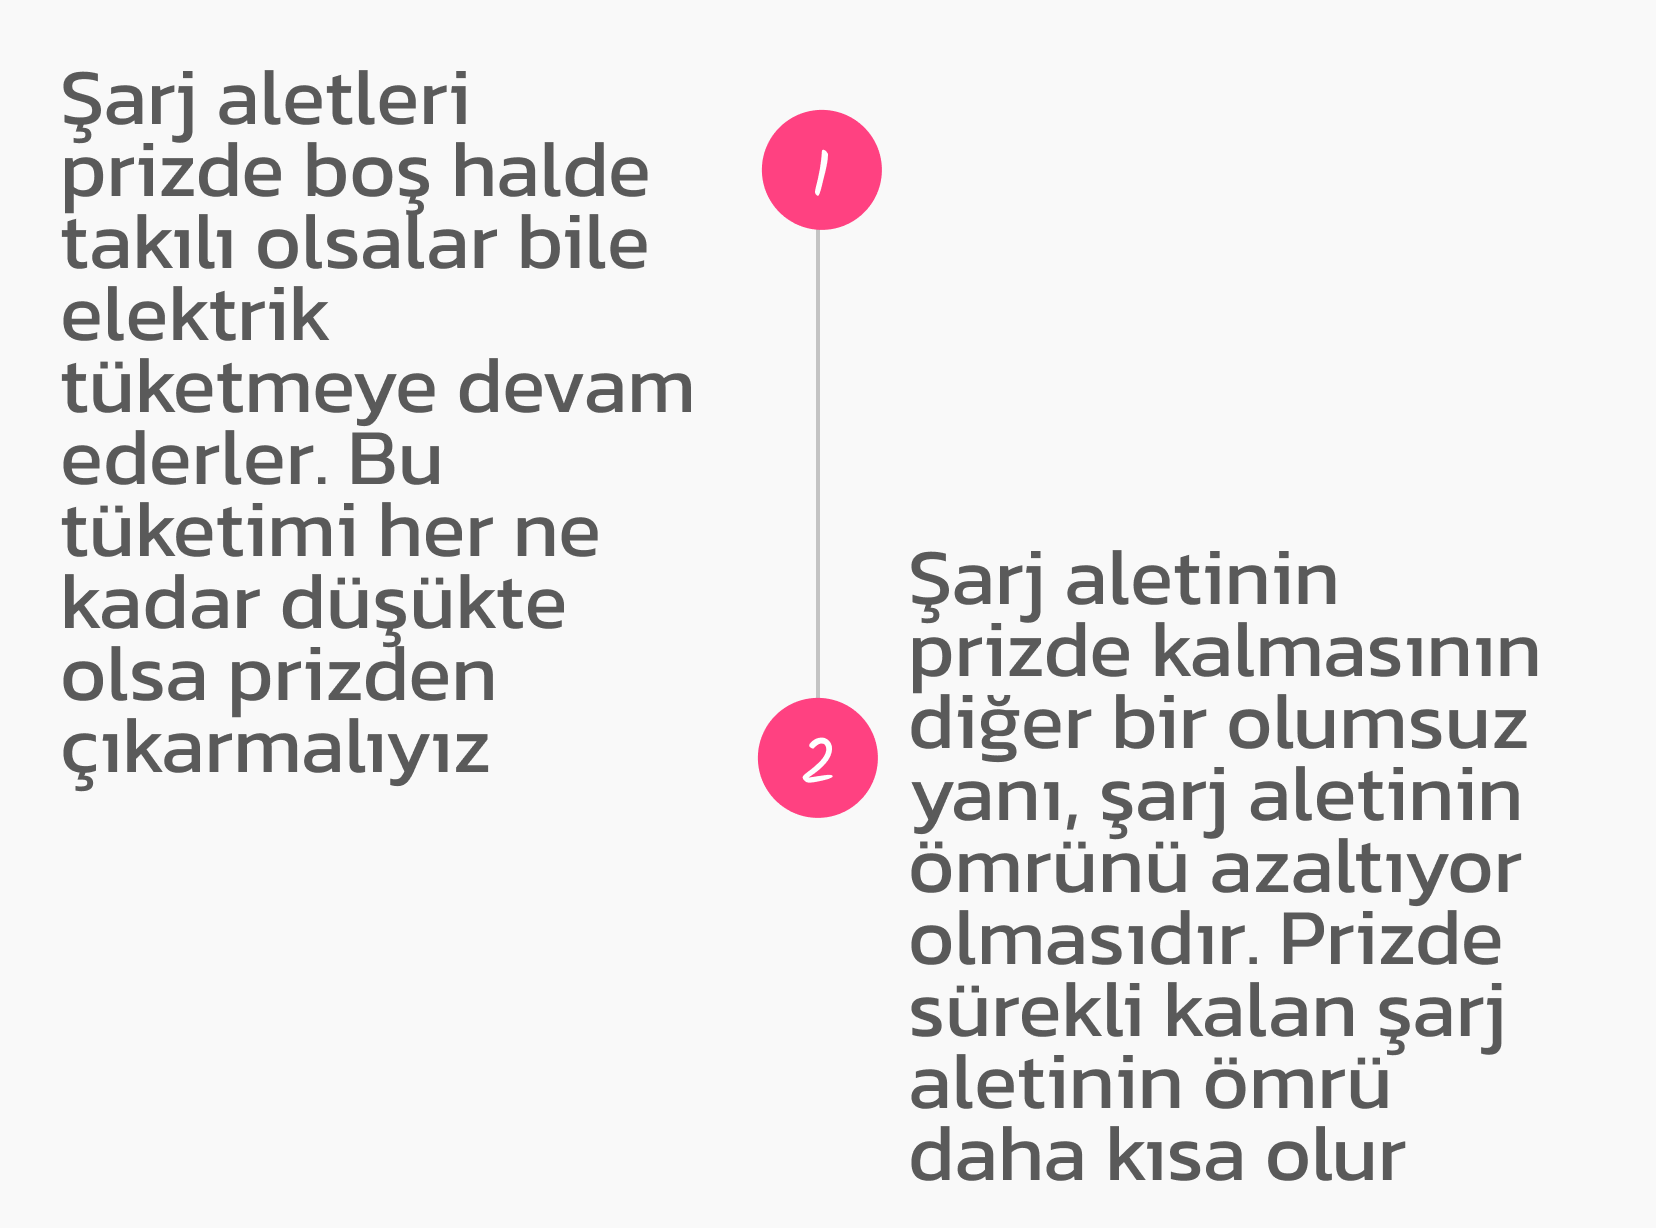 Şarj aletleri
prizde boş halde
takılı olsalar bile
elektrik
tüketmeye devam
ederler. Bu
tüketimi her ne
kadar düşükte
olsa prizden
çıkarmalıyız
1
2
Şarj aletinin
prizde kalmasının
diğer bir olumsuz
yanı, şarj aletinin
ömrünü azaltıyor
olmasıdır. Prizde
sürekli kalan şarj
aletinin ömrü
daha kısa olur